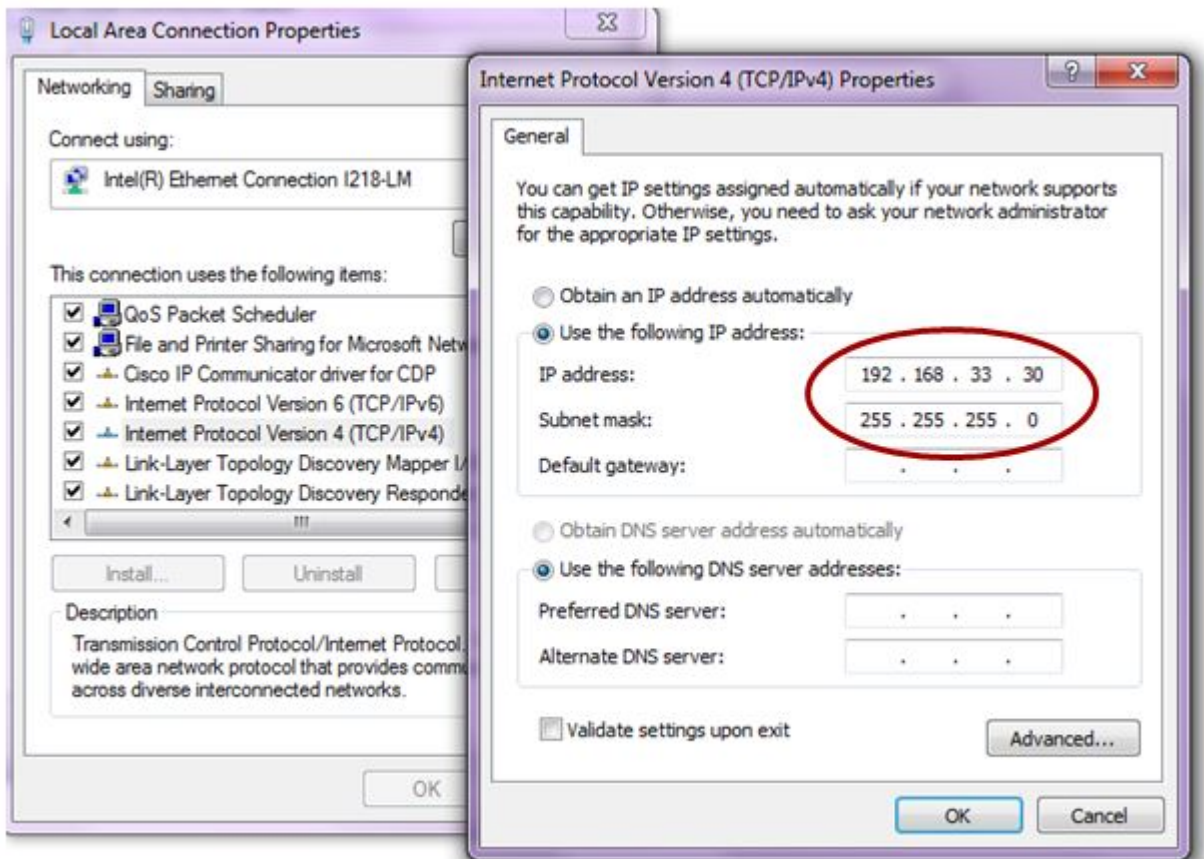 Local Area Connection Properties
Networking
Sharing
Connect using:
Intel(R) Ethernet Connection I218-LM
This connection uses the following items:
QoS Packet Scheduler
File and Printer Sharing for Microsoft Netw
Cisco IP Communicator driver for CDP
Internet Protocol Version 6 (TCP/IPv6)
Internet Protocol Version 4 (TCP/IPv4)
Link-Layer Topology Discovery Mapper I/
Link-Layer Topology Discovery Responde
Install...
Uninstall
Description
Transmission Control Protocol/Internet Protocol.
wide area network protocol that provides commu
across diverse interconnected networks.
OK
Internet Protocol Version 4 (TCP/IPv4) Properties
General
You can get IP settings assigned automatically if your network supports
this capability. Otherwise, you need to ask your network administrator
for the appropriate IP settings.
Obtain an IP address automatically
Use the following IP address:
IP address: 192 . 168 . 33 . 30
Subnet mask: 255 . 255 . 255 . 0
Default gateway: . . .
Obtain DNS server address automatically
Use the following DNS server addresses:
Preferred DNS server: . . .
Alternate DNS server: . . .
Validate settings upon exit
Advanced...
OK
Cancel